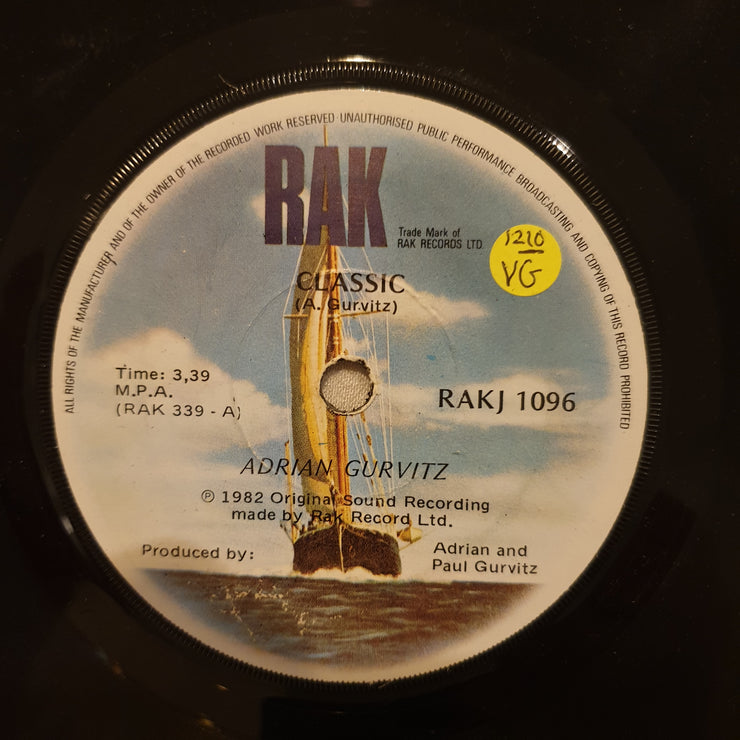 ALL RIGHTS OF THE MANUFACTURER AND OF THE OWNER OF THE RECORDED WORK RESERVED UNAUTHORISED PUBLIC PERFORMANCE BROADCASTING AND COPYING OF THIS RECORD PROHIBITED
RAK
Trade Mark of
RAK RECORDS LTD.
1210
VG
CLASSIC
(A. Gurvitz)
Time: 3,39
M.P.A.
(RAK 339 - A)
RAKJ 1096
ADRIAN GURVITZ
℗ 1982 Original Sound Recording
made by Rak Record Ltd.
Produced by:
Adrian and
Paul Gurvitz